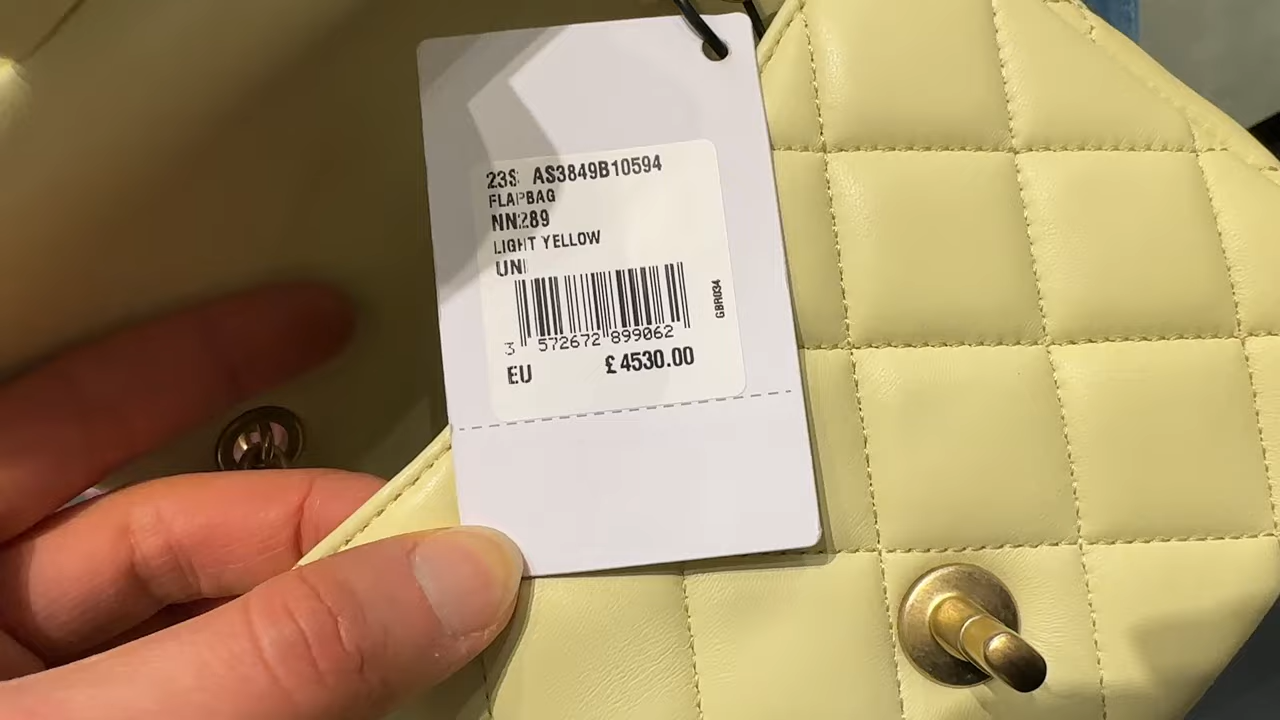 23S AS3849B10594
FLAPBAG
NN289
LIGHT YELLOW
UNI
GBR034
3 572672 899062
EU £4530.00